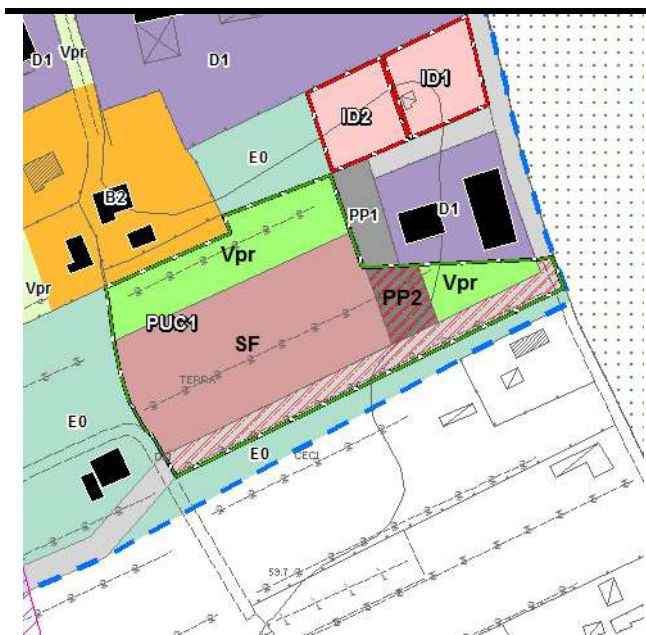 D1
Vpr
D1
ID1
ID2
E0
B2
PP1
D1
Vpr
Vpr
Vpr
PP2
PUC1
SF
TERRA
E0
E0
CECI
59.7